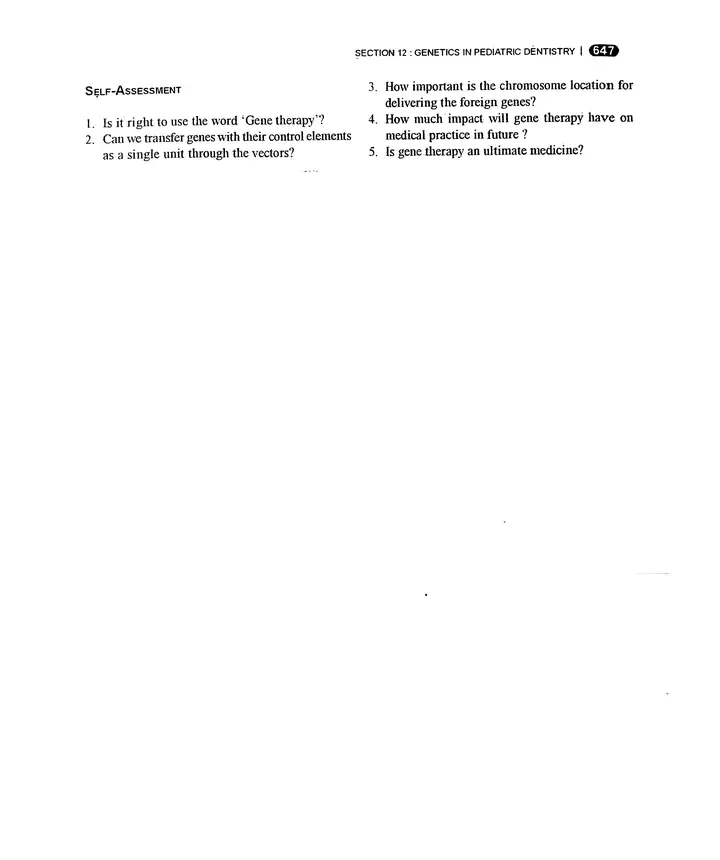 SECTION 12 : GENETICS IN PEDIATRIC DENTISTRY | 647
SELF-ASSESSMENT
1. Is it right to use the word ‘Gene therapy’?
2. Can we transfer genes with their control elements
as a single unit through the vectors?
3. How important is the chromosome location for
delivering the foreign genes?
4. How much impact will gene therapy have on
medical practice in future ?
5. Is gene therapy an ultimate medicine?